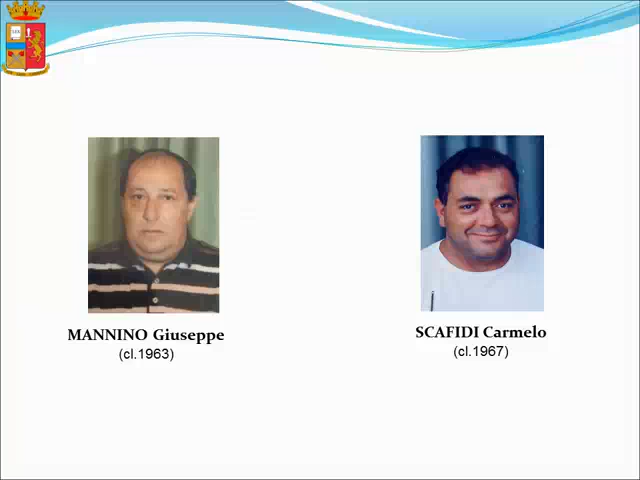 MANNINO Giuseppe
(cl.1963)
SCAFIDI Carmelo
(cl.1967)